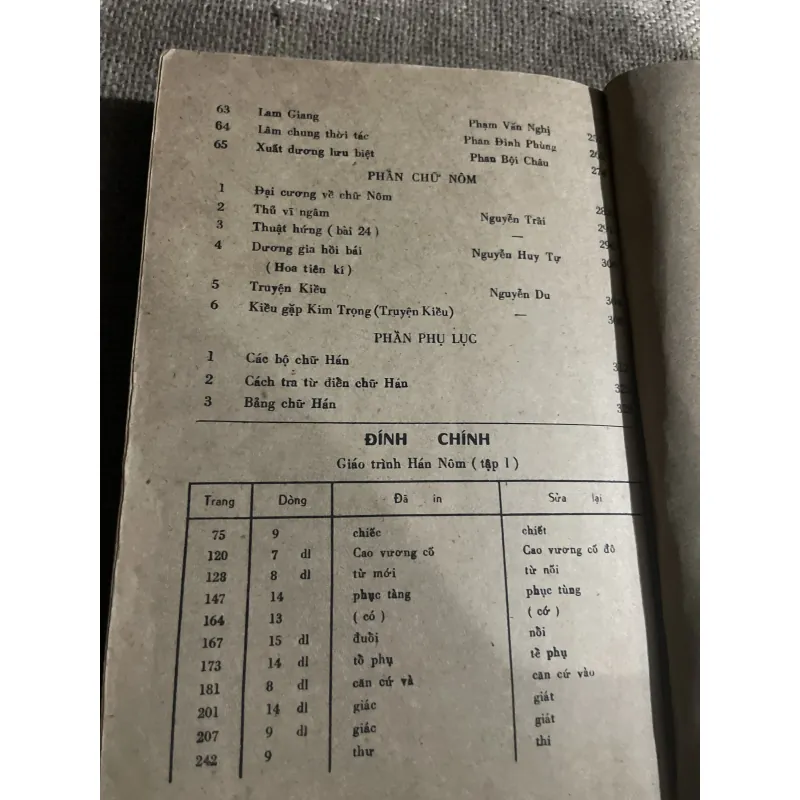 63 Lam Giang Phạm Văn Nghị
64 Lâm chung thời tác Phan Đình Phùng
65 Xuất dương lưu biệt Phan Bội Châu 274
PHẦN CHỮ NÔM
1 Đại cương về chữ Nôm
2 Thủ vĩ ngâm Nguyễn Trãi
3 Thuật hứng ( bài 24 ) —
4 Dương gia hồi bái Nguyễn Huy Tự
( Hoa tiên kí )
5 Truyện Kiều Nguyễn Du
6 Kiều gặp Kim Trọng (Truyện Kiều) —
PHẦN PHỤ LỤC
1 Các bộ chữ Hán
2 Cách tra từ điển chữ Hán
3 Bảng chữ Hán
ĐÍNH CHÍNH
Giáo trình Hán Nôm ( tập 1 )
Trang Dòng Đã in Sửa lại
75 9 chiếc chiết
120 7 dl Cao vương cố Cao vương cố đô
128 8 dl từ mới từ nối
147 14 phục tàng phục tùng
164 13 ( có ) ( cớ )
167 15 dl đuổi nồi
173 14 dl tồ phụ tề phụ
181 8 dl căn cứ và căn cứ vào
201 14 dl giác giát
207 9 dl giấc giát
242 9 thư thi